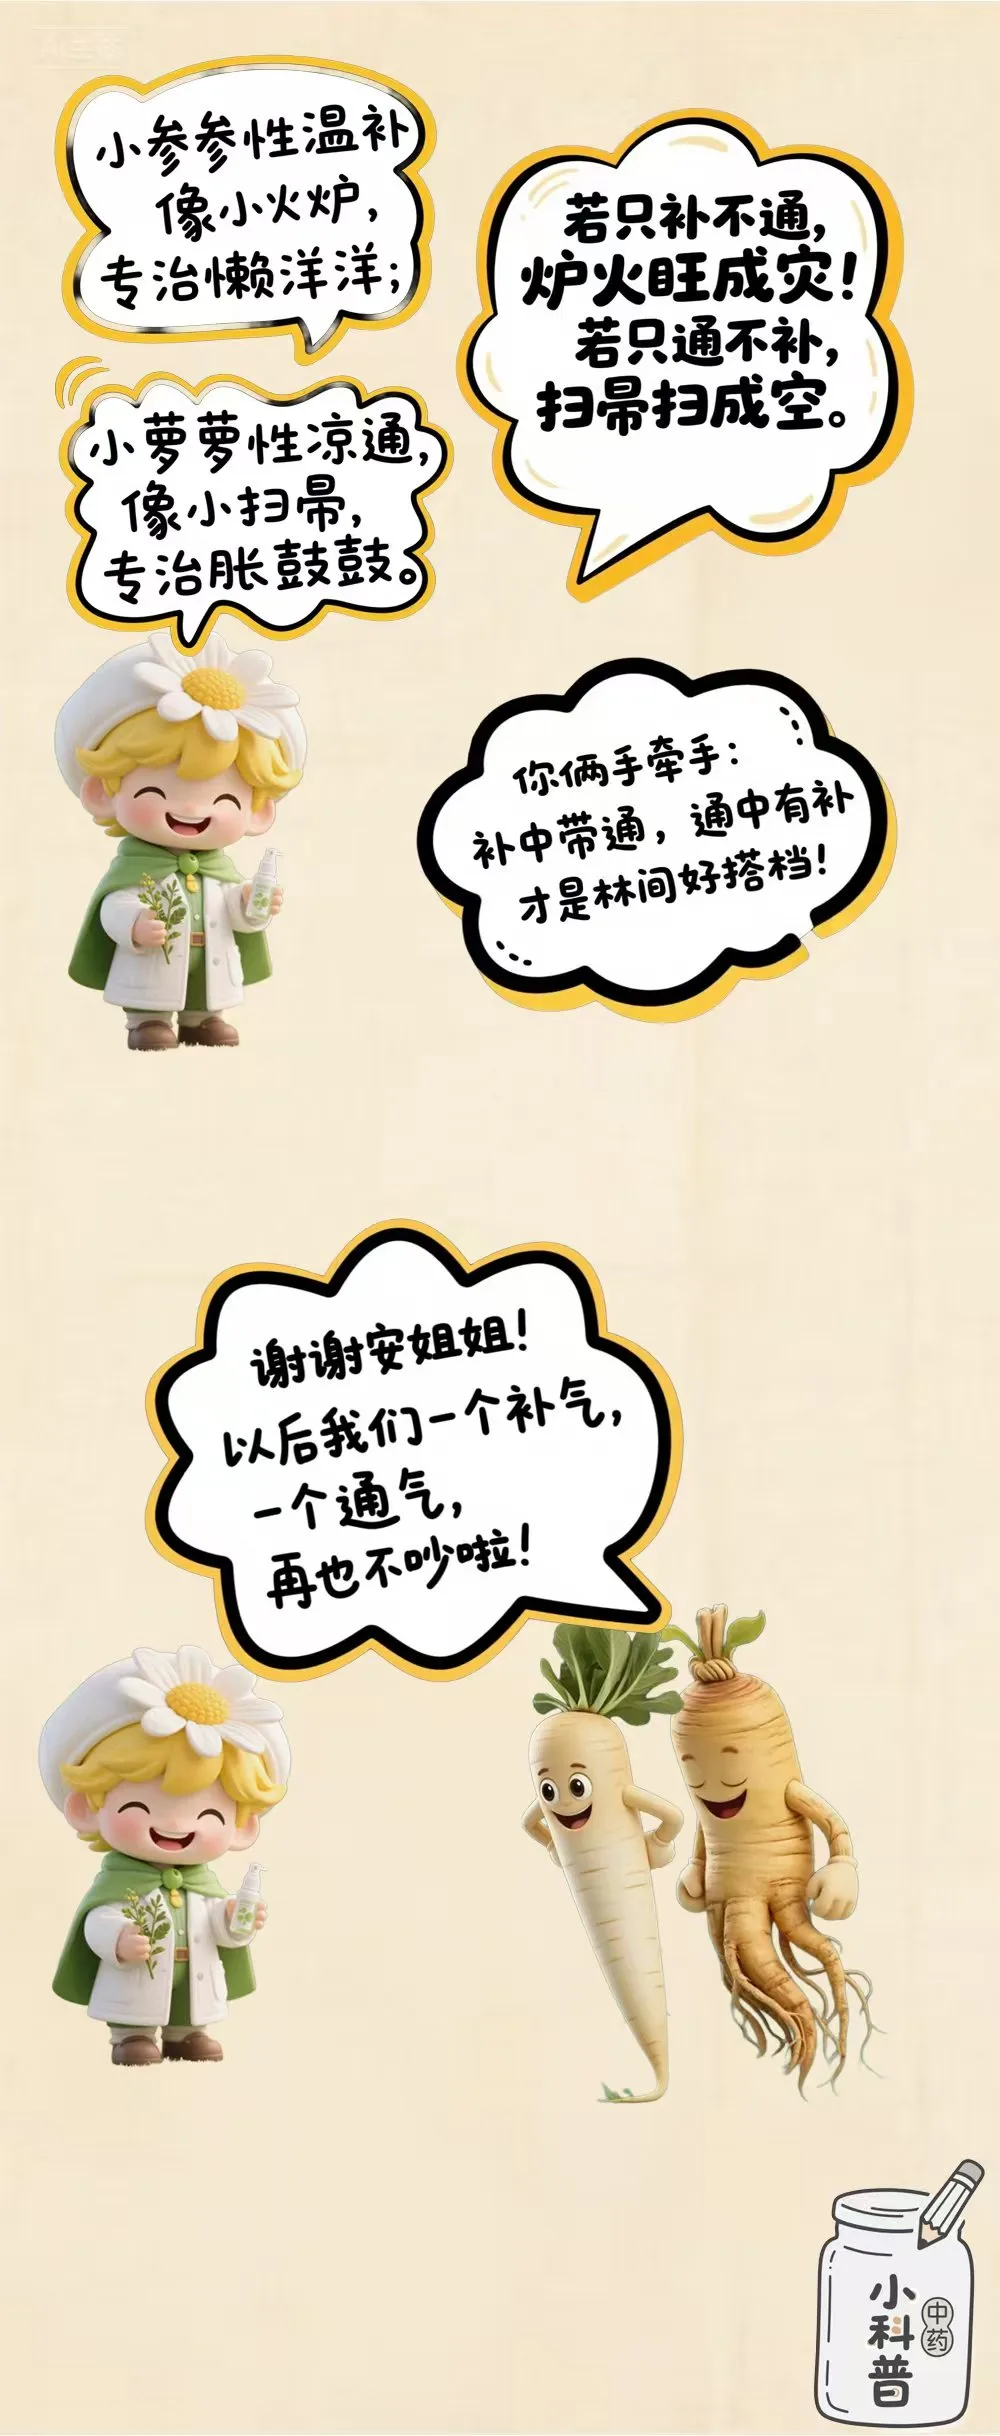 小参参性温补
像小火炉，
专治懒洋洋；
若只补不通，
炉火旺成灾！
若只通不补，
扫帚扫成空。
小萝萝性凉通，
像小扫帚，
专治胀鼓鼓。
你俩手牵手：
补中带通，通中有补
才是林间好搭档！
谢谢安姐姐！
以后我们一个补气，
一个通气，
再也不吵啦！
小科普
中药